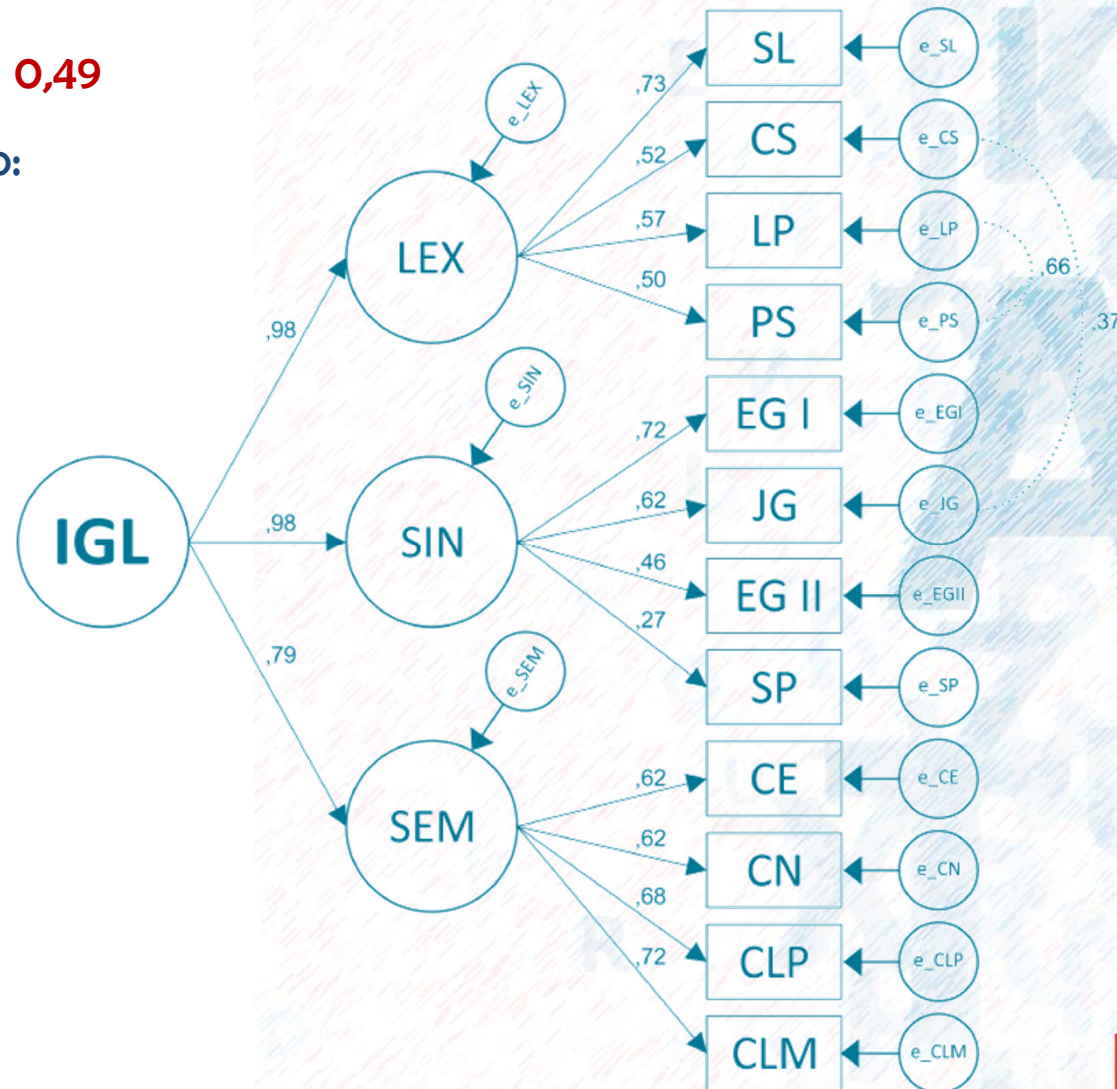 0,49
o:
IGL
,98
,98
,79
LEX
SIN
SEM
e_LEX
e_SIN
e_SEM
,73
,52
,57
,50
,72
,62
,46
,27
,62
,62
,68
,72
SL
CS
LP
PS
EG I
JG
EG II
SP
CE
CN
CLP
CLM
e_SL
e_CS
e_LP
e_PS
e_EGI
e_JG
e_EGII
e_SP
e_CE
e_CN
e_CLP
e_CLM
,66
,37